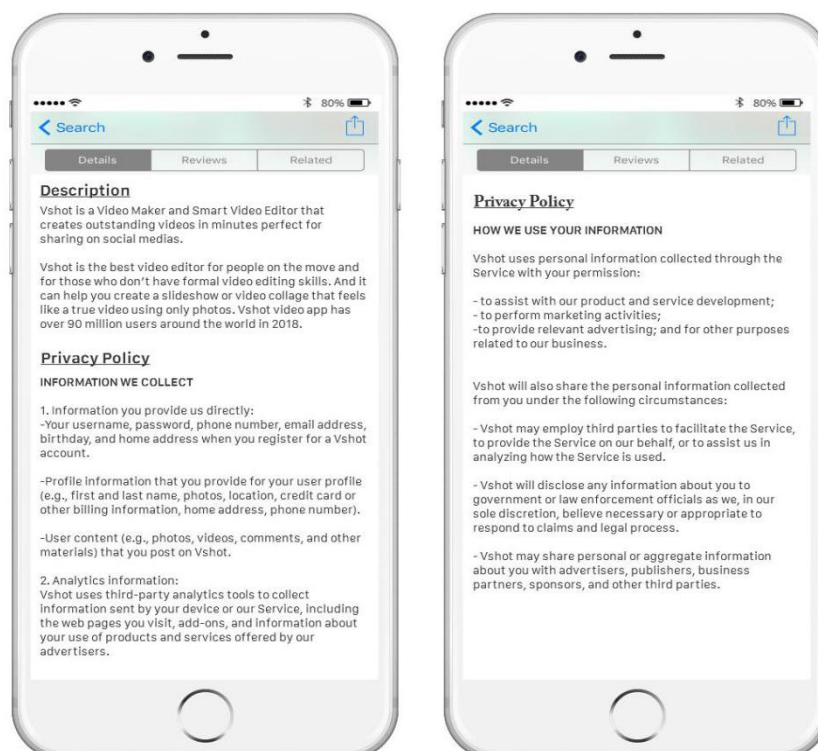 80%
Search
Details Reviews Related
Description
Vshot is a Video Maker and Smart Video Editor that
creates outstanding videos in minutes perfect for
sharing on social medias.
Vshot is the best video editor for people on the move and
for those who don't have formal video editing skills. And it
can help you create a slideshow or video collage that feels
like a true video using only photos. Vshot video app has
over 90 million users around the world in 2018.
Privacy Policy
INFORMATION WE COLLECT
1. Information you provide us directly:
-Your username, password, phone number, email address,
birthday, and home address when you register for a Vshot
account.
-Profile information that you provide for your user profile
(e.g., first and last name, photos, location, credit card or
other billing information, home address, phone number).
-User content (e.g., photos, videos, comments, and other
materials) that you post on Vshot.
2. Analytics information:
Vshot uses third-party analytics tools to collect
information sent by your device or our Service, including
the web pages you visit, add-ons, and information about
your use of products and services offered by our
advertisers.
80%
Search
Details Reviews Related
Privacy Policy
HOW WE USE YOUR INFORMATION
Vshot uses personal information collected through the
Service with your permission:
- to assist with our product and service development;
- to perform marketing activities;
-to provide relevant advertising; and for other purposes
related to our business.
Vshot will also share the personal information collected
from you under the following circumstances:
- Vshot may employ third parties to facilitate the Service,
to provide the Service on our behalf, or to assist us in
analyzing how the Service is used.
- Vshot will disclose any information about you to
government or law enforcement officials as we, in our
sole discretion, believe necessary or appropriate to
respond to claims and legal process.
- Vshot may share personal or aggregate information
about you with advertisers, publishers, business
partners, sponsors, and other third parties.